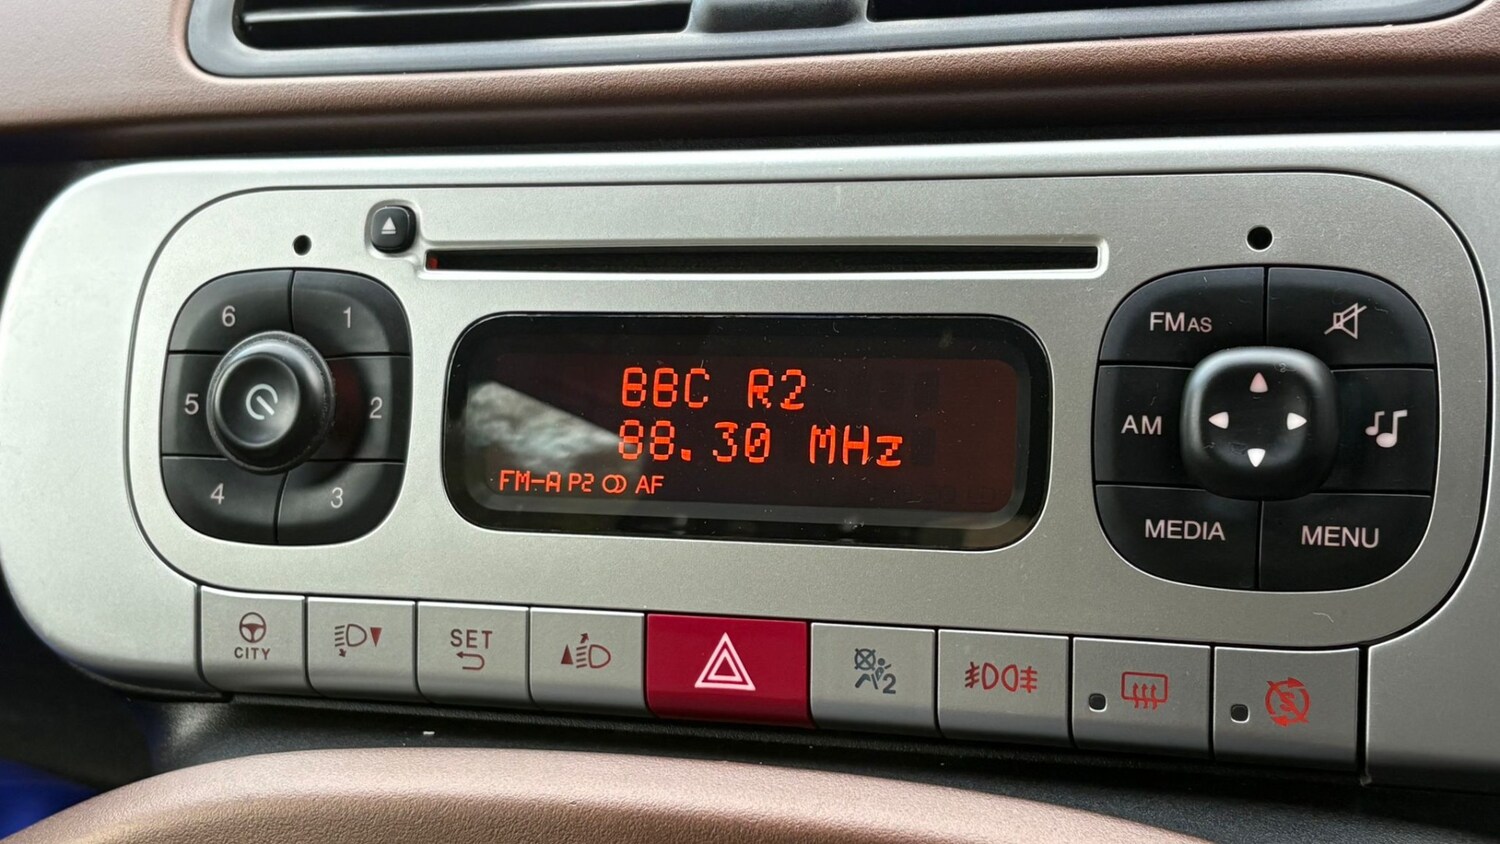 6 1
5 2
4 3
BBC R2
88.30 MHz
FM-A P2 AF
FMAS
AM
MEDIA MENU
CITY
SET
2
S